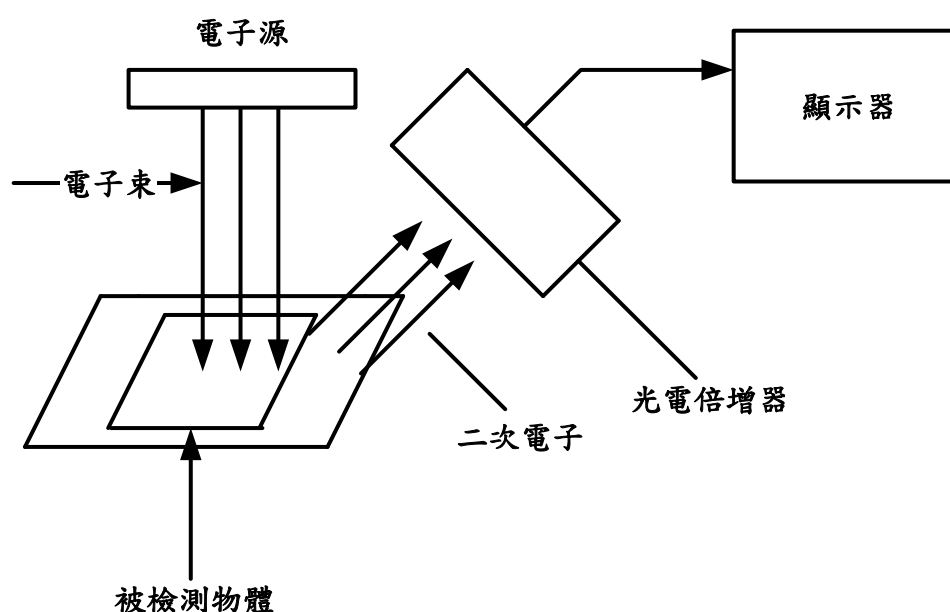 電子源
顯示器
電子束
光電倍增器
二次電子
被檢測物體